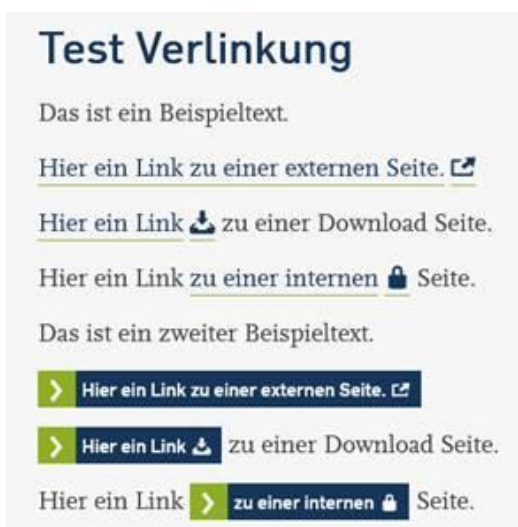 Test Verlinkung
Das ist ein Beispieltext.
Hier ein Link zu einer externen Seite.
Hier ein Link zu einer Download Seite.
Hier ein Link zu einer internen Seite.
Das ist ein zweiter Beispieltext.
Hier ein Link zu einer externen Seite.
Hier ein Link zu einer Download Seite.
Hier ein Link zu einer internen Seite.